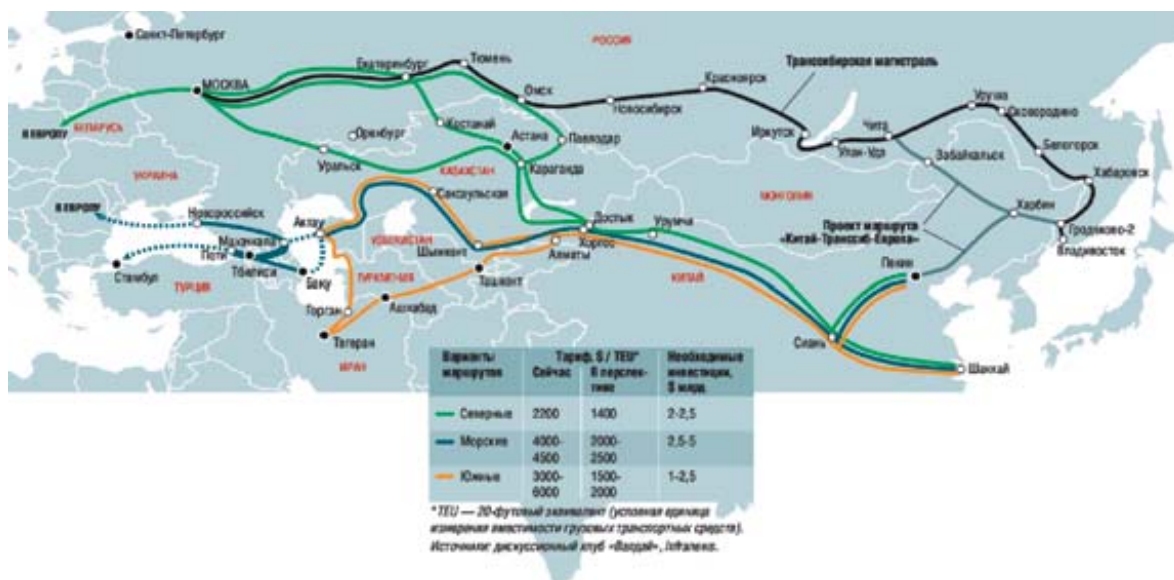 Санкт-Петербург
РОССИЯ
Тюмень
Екатеринбург
МОСКВА
Омск
Красноярск
Транссибирская магистраль
Новосибирск
Уруча
Сковородино
В ЕВРОПУ
БЕЛАРУСЬ
Костанай
Оренбург
Астана
Павлодар
Иркутск
Чита
Улан-Удэ
Забайкальск
Белогорск
Хабаровск
Уральск
КАЗАХСТАН
Караганда
УКРАИНА
Саксаульская
МОНГОЛИЯ
Харбин
В ЕВРОПУ
Новороссийск
Актау
Достык
Урумчи
Проект маршрута
«Китай-Транссиб-Европа»
Гродеково-2
Владивосток
Махачкала
УЗБЕКИСТАН
Шымкент
Алматы
Хоргос
Поти
Тбилиси
Стамбул
ТУРЦИЯ
Баку
ТУРКМЕНИЯ
Ташкент
КИТАЙ
Пекин
Горган
Ашхабад
Тегеран
ИРАН
Сиань
Шанхай
Варианты маршрутов
Тариф, $ / TEU*
Сейчас
В перспективе
Необходимые инвестиции, $ млрд
Северные 2200 1400 2-2,5
Морские 4000-4500 2000-2500 2,5-5
Южные 3000-6000 1500-2000 1-2,5
*TEU — 20-футовый эквивалент (условная единица
измерения вместимости грузовых транспортных средств).
Источники: дискуссионный клуб «Валдай», Infranews.